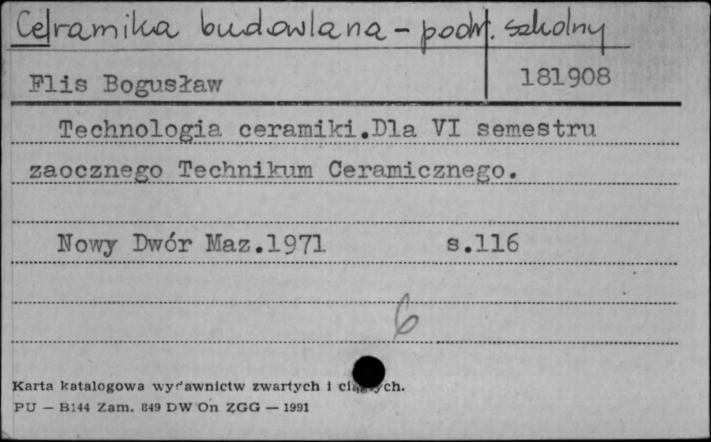 Ceramika budowlana – podr. szkolny
Flis Bogusław 181908
Technologia ceramiki.Dla VI semestru
zaocznego Technikum Ceramicznego.
Nowy Dwór Maz.1971 s.116
6
Karta katalogowa wydawnictw zwartych i ciągłych.
PU — B144 Zam. 849 DW On ZGG — 1991